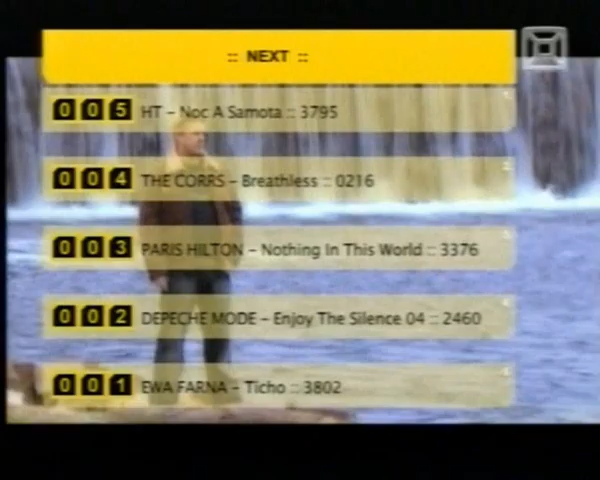 :: NEXT ::
005 HT – Noc A Samota :: 3795
004 THE CORRS – Breathless :: 0216
003 PARIS HILTON – Nothing In This World :: 3376
002 DEPECHE MODE – Enjoy The Silence 04 :: 2460
001 EWA FARNA – Ticho :: 3802